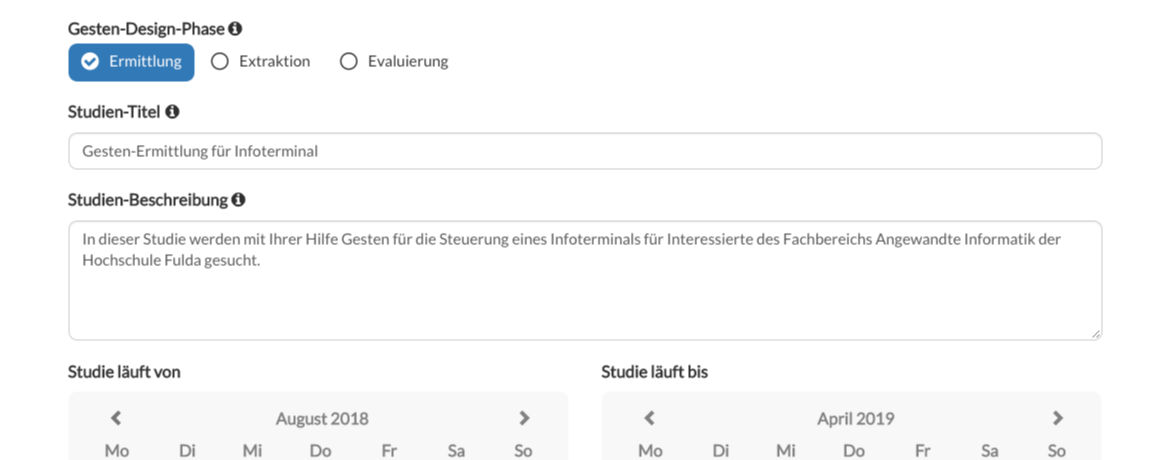 Gesten-Design-Phase
Ermittlung Extraktion Evaluierung
Studien-Titel
Gesten-Ermittlung für Infoterminal
Studien-Beschreibung
In dieser Studie werden mit Ihrer Hilfe Gesten für die Steuerung eines Infoterminals für Interessierte des Fachbereichs Angewandte Informatik der
Hochschule Fulda gesucht.
Studie läuft von Studie läuft bis
August 2018 April 2019
Mo Di Mi Do Fr Sa So Mo Di Mi Do Fr Sa So